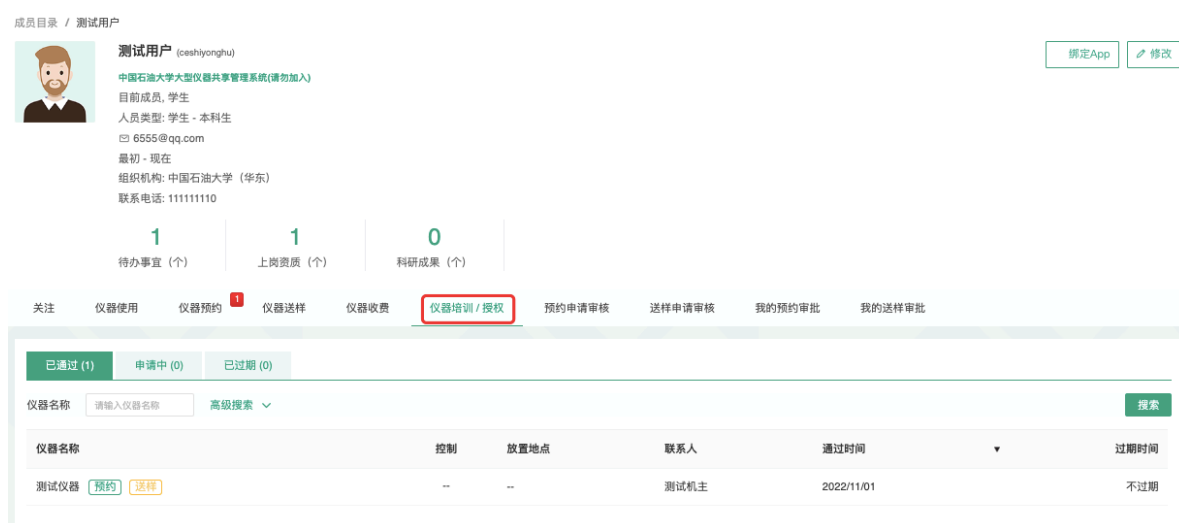 成员目录 / 测试用户
测试用户 (ceshiyonghu)
绑定App 修改
中国石油大学大型仪器共享管理系统(请勿加入)
目前成员, 学生
人员类型: 学生 - 本科生
6555@qq.com
最初 - 现在
组织机构: 中国石油大学（华东）
联系电话: 111111110
1 1 0
待办事宜（个） 上岗资质（个） 科研成果（个）
关注 仪器使用 仪器预约 1 仪器送样 仪器收费 仪器培训 / 授权 预约申请审核 送样申请审核 我的预约审批 我的送样审批
已通过 (1) 申请中 (0) 已过期 (0)
仪器名称 请输入仪器名称 高级搜索 搜索
仪器名称 控制 放置地点 联系人 通过时间 ▼ 过期时间
测试仪器 预约 送样 -- -- 测试机主 2022/11/01 不过期